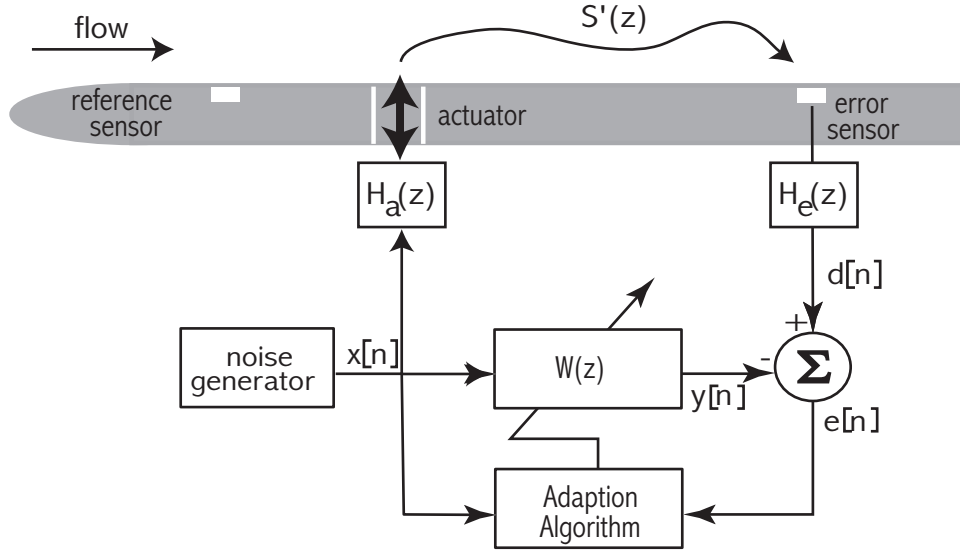 S'(z)
flow
reference
sensor
actuator
error
sensor
Ha(z)
He(z)
d[n]
+
noise
generator
x[n]
W(z)
-
Σ
y[n]
e[n]
Adaption
Algorithm